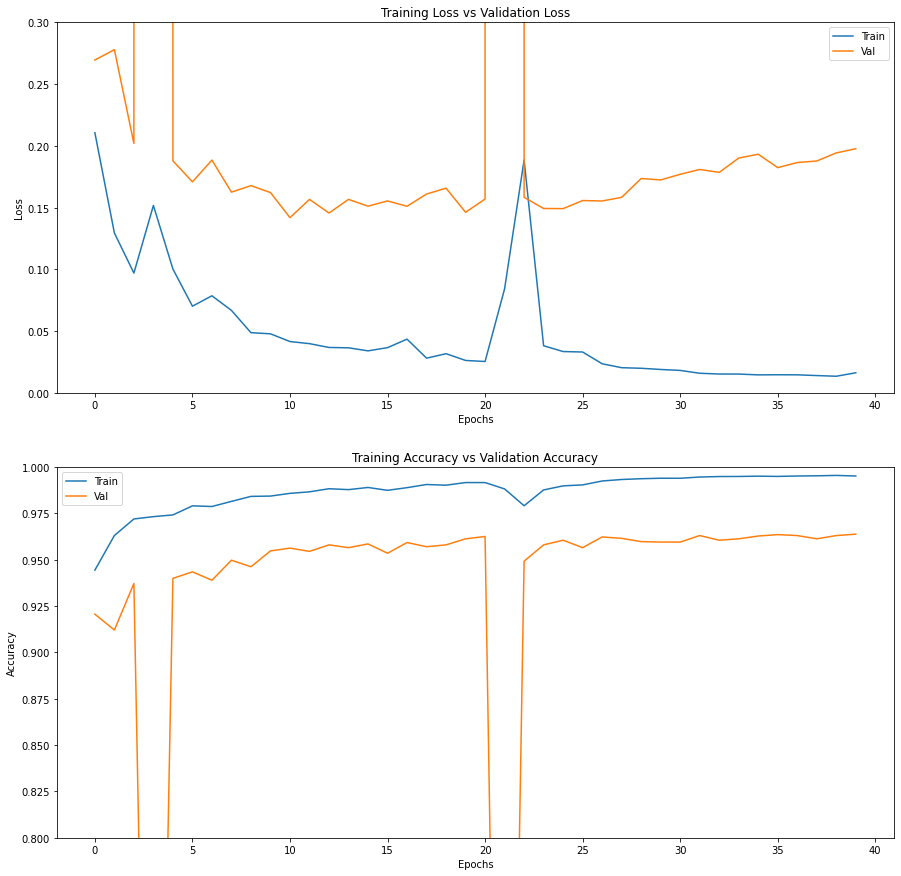 Training Loss vs Validation Loss
0.30
0.25
0.20
0.15
0.10
0.05
0.00
Loss
Train
Val
0 5 10 15 20 25 30 35 40
Epochs
Training Accuracy vs Validation Accuracy
1.000
0.975
0.950
0.925
0.900
0.875
0.850
0.825
0.800
Accuracy
Train
Val
0 5 10 15 20 25 30 35 40
Epochs